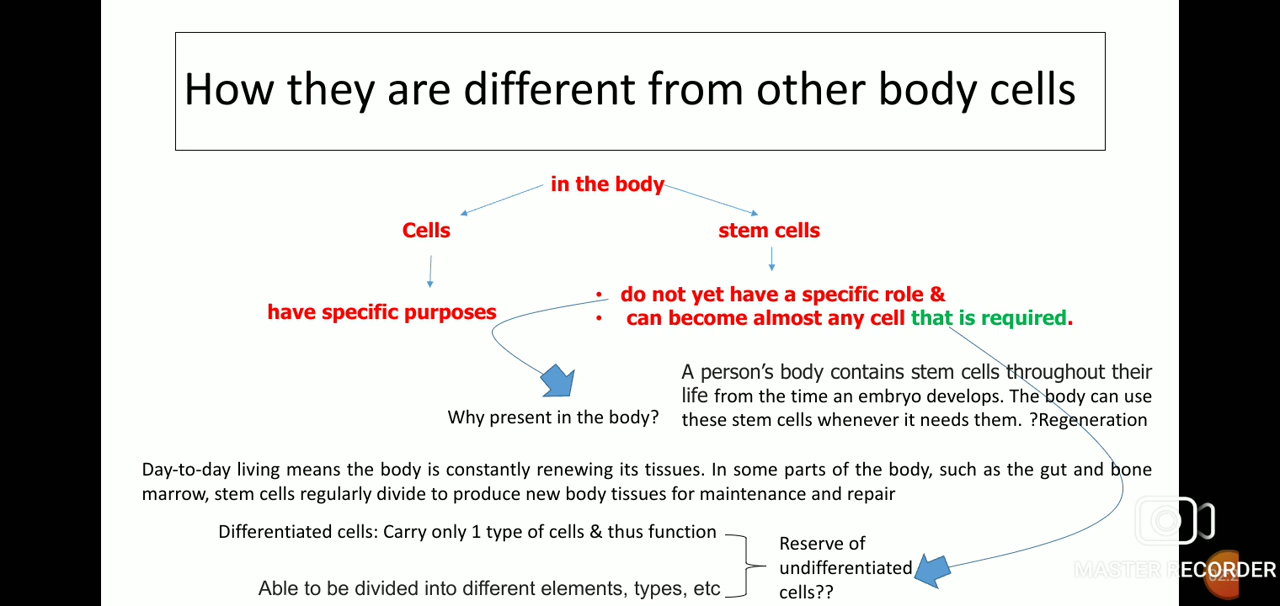 How they are different from other body cells
in the body
Cells
stem cells
have specific purposes
• do not yet have a specific role &
• can become almost any cell that is required.
Why present in the body?
A person's body contains stem cells throughout their
life from the time an embryo develops. The body can use
these stem cells whenever it needs them. ?Regeneration
Day-to-day living means the body is constantly renewing its tissues. In some parts of the body, such as the gut and bone
marrow, stem cells regularly divide to produce new body tissues for maintenance and repair
Differentiated cells: Carry only 1 type of cells & thus function
Able to be divided into different elements, types, etc
Reserve of
undifferentiated
cells??
MASTER RECORDER